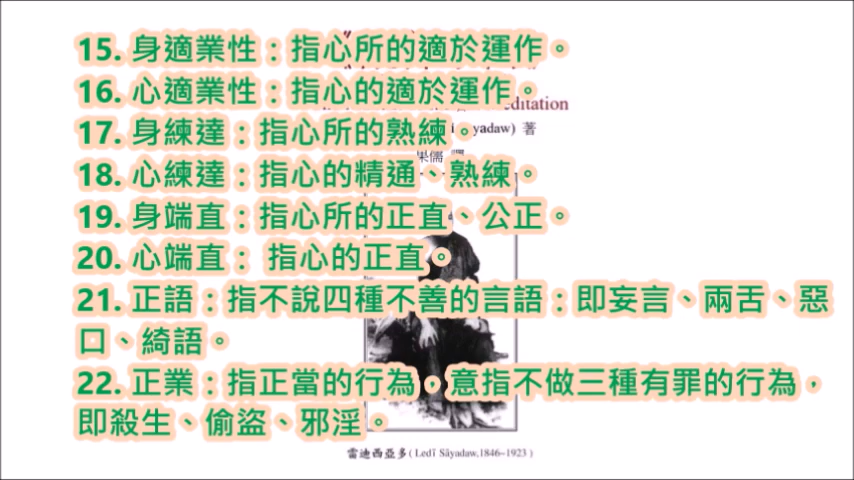 15. 身適業性：指心所的適於運作。
16. 心適業性：指心的適於運作。
editation
17. 身練達：指心所的熟練。
yadaw) 著
18. 心練達：指心的精通、熟練。
19. 身端直：指心所的正直、公正。
20. 心端直： 指心的正直。
21. 正語：指不說四種不善的言語：即妄言、兩舌、惡
口、綺語。
22. 正業：指正當的行為，意指不做三種有罪的行為，
即殺生、偷盜、邪淫。
雷迪西亞多 ( Ledī Sāyadaw,1846~1923 )